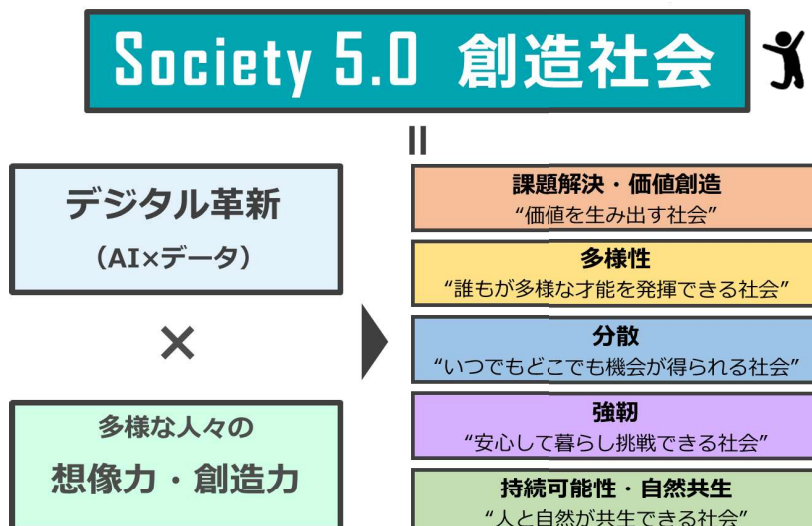 Society 5.0 創造社会
=
デジタル革新
（AI×データ）
×
多様な人々の
想像力・創造力
課題解決・価値創造
“価値を生み出す社会”
多様性
“誰もが多様な才能を発揮できる社会”
分散
“いつでもどこでも機会が得られる社会”
強靭
“安心して暮らし挑戦できる社会”
持続可能性・自然共生
“人と自然が共生できる社会”